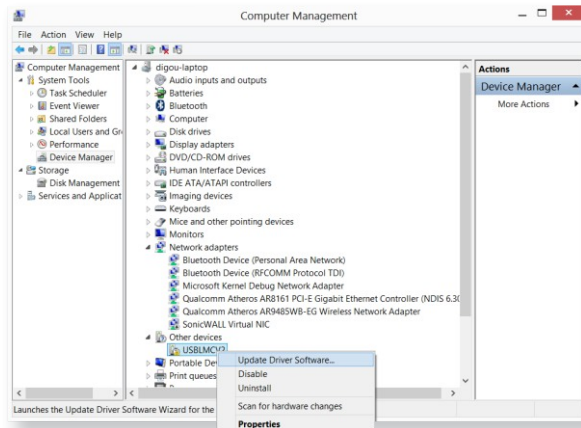 Computer Management
File Action View Help
Computer Management
System Tools
Task Scheduler
Event Viewer
Shared Folders
Local Users and Gr
Performance
Device Manager
Storage
Disk Management
Services and Applicat
digou-laptop
Audio inputs and outputs
Batteries
Bluetooth
Computer
Disk drives
Display adapters
DVD/CD-ROM drives
Human Interface Devices
IDE ATA/ATAPI controllers
Imaging devices
Keyboards
Mice and other pointing devices
Monitors
Network adapters
Bluetooth Device (Personal Area Network)
Bluetooth Device (RFCOMM Protocol TDI)
Microsoft Kernel Debug Network Adapter
Qualcomm Atheros AR8161 PCI-E Gigabit Ethernet Controller (NDIS 6.30
Qualcomm Atheros AR9485WB-EG Wireless Network Adapter
SonicWALL Virtual NIC
Other devices
USBLMCV2
Portable De
Print queues
Update Driver Software...
Disable
Uninstall
Scan for hardware changes
Properties
Actions
Device Manager
More Actions
Launches the Update Driver Software Wizard for the